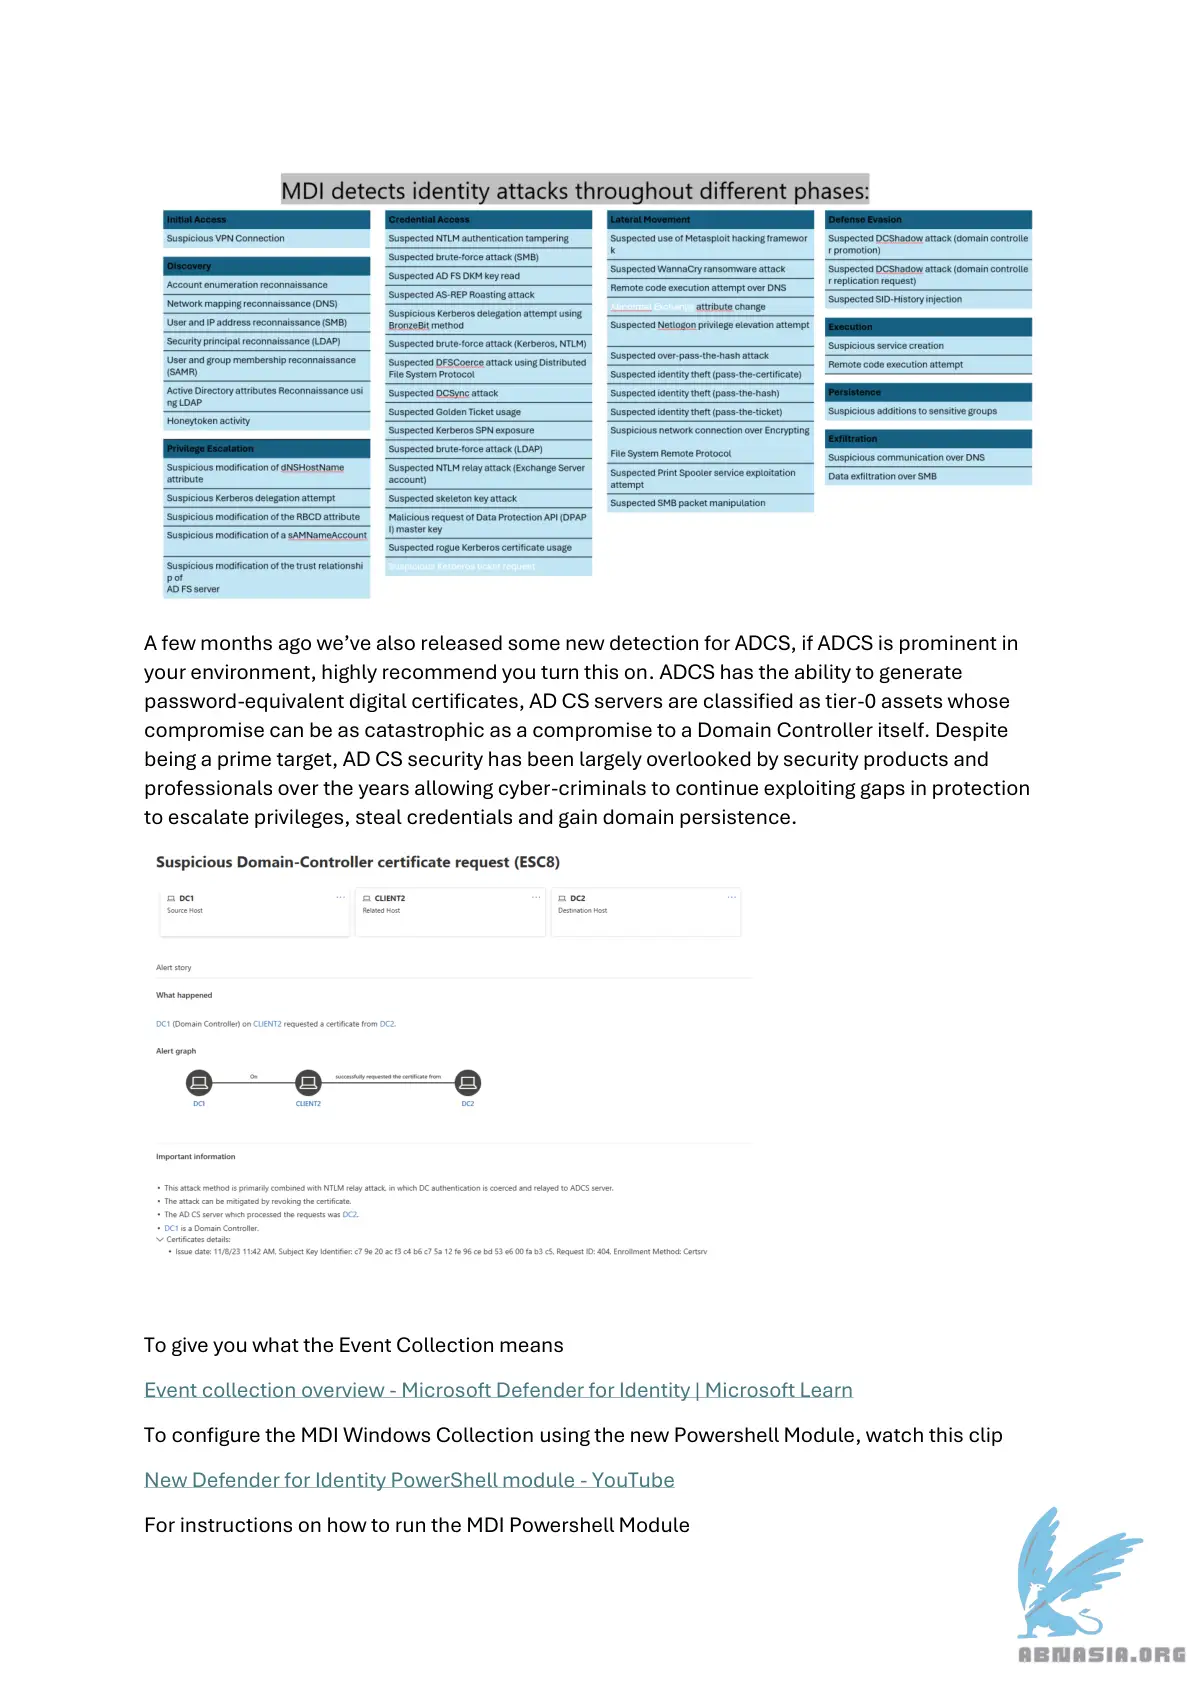 MDI detects identity attacks throughout different phases:
Initial Access
Suspicious VPN Connection
Discovery
Account enumeration reconnaissance
Network mapping reconnaissance (DNS)
User and IP address reconnaissance (SMB)
Security principal reconnaissance (LDAP)
User and group membership reconnaissance
(SAMR)
Active Directory attributes Reconnaissance usi
ng LDAP
Honeytoken activity
Privilege Escalation
Suspicious modification of dNSHostName
attribute
Suspicious Kerberos delegation attempt
Suspicious modification of the RBCD attribute
Suspicious modification of a sAMNameAccount
Suspicious modification of the trust relationshi
p of
AD FS server
Credential Access
Suspected NTLM authentication tampering
Suspected brute-force attack (SMB)
Suspected AD FS DKM key read
Suspected AS-REP Roasting attack
Suspicious Kerberos delegation attempt using
BronzeBit method
Suspected brute-force attack (Kerberos, NTLM)
Suspected DFSCoerce attack using Distributed
File System Protocol
Suspected DCSync attack
Suspected Golden Ticket usage
Suspected Kerberos SPN exposure
Suspected brute-force attack (LDAP)
Suspected NTLM relay attack (Exchange Server
account)
Suspected skeleton key attack
Malicious request of Data Protection API (DPAP
I) master key
Suspected rogue Kerberos certificate usage
Suspicious Kerberos ticket request
Lateral Movement
Suspected use of Metasploit hacking framewor
k
Suspected WannaCry ransomware attack
Remote code execution attempt over DNS
attribute change
Suspected Netlogon privilege elevation attempt
Suspected over-pass-the-hash attack
Suspected identity theft (pass-the-certificate)
Suspected identity theft (pass-the-hash)
Suspected identity theft (pass-the-ticket)
Suspicious network connection over Encrypting
File System Remote Protocol
Suspected Print Spooler service exploitation
attempt
Suspected SMB packet manipulation
Defense Evasion
Suspected DCShadow attack (domain controlle
r promotion)
Suspected DCShadow attack (domain controlle
r replication request)
Suspected SID-History injection
Execution
Suspicious service creation
Remote code execution attempt
Persistence
Suspicious additions to sensitive groups
Exfiltration
Suspicious communication over DNS
Data exfiltration over SMB
A few months ago we’ve also released some new detection for ADCS, if ADCS is prominent in
your environment, highly recommend you turn this on. ADCS has the ability to generate
password-equivalent digital certificates, AD CS servers are classified as tier-0 assets whose
compromise can be as catastrophic as a compromise to a Domain Controller itself. Despite
being a prime target, AD CS security has been largely overlooked by security products and
professionals over the years allowing cyber-criminals to continue exploiting gaps in protection
to escalate privileges, steal credentials and gain domain persistence.
Suspicious Domain-Controller certificate request (ESC8)
DC1 ...
Source Host
CLIENT2 ...
Related Host
DC2 ...
Destination Host
Alert story
What happened
DC1 (Domain Controller) on CLIENT2 requested a certificate from DC2.
Alert graph
On
successfully requested the certificate from
DC1
CLIENT2
DC2
Important information
• This attack method is primarily combined with NTLM relay attack, in which DC authentication is coerced and relayed to ADCS server.
• The attack can be mitigated by revoking the certificate.
• The AD CS server which processed the requests was DC2.
• DC1 is a Domain Controller.
Certificates details:
• Issue date: 11/8/23 11:42 AM, Subject Key Identifier: c7 9e 20 ac f3 c4 b6 c7 5a 12 fe 96 ce bd 53 e6 00 fa b3 c5, Request ID: 404, Enrollment Method: Certsrv
To give you what the Event Collection means
Event collection overview - Microsoft Defender for Identity | Microsoft Learn
To configure the MDI Windows Collection using the new Powershell Module, watch this clip
New Defender for Identity PowerShell module - YouTube
For instructions on how to run the MDI Powershell Module
ABNASIA.ORG